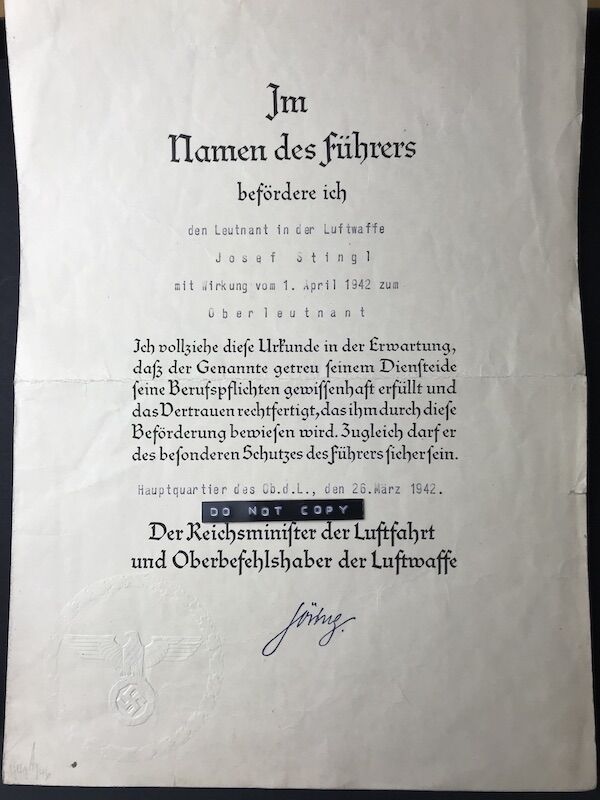 Im
Namen des Führers
befördere ich
den Leutnant in der Luftwaffe
Josef Stingl
mit Wirkung vom 1. April 1942 zum
Oberleutnant
Ich vollziehe diese Urkunde in der Erwartung,
daß der Genannte getreu seinem Diensteide
seine Berufspflichten gewissenhaft erfüllt und
das Vertrauen rechtfertigt, das ihm durch diese
Beförderung bewiesen wird. Zugleich darf er
des besonderen Schutzes des Führers sicher sein.
Hauptquartier des Ob.d.L., den 26.März 1942.
DO NOT COPY
Der Reichsminister der Luftfahrt
und Oberbefehlshaber der Luftwaffe
Göring.